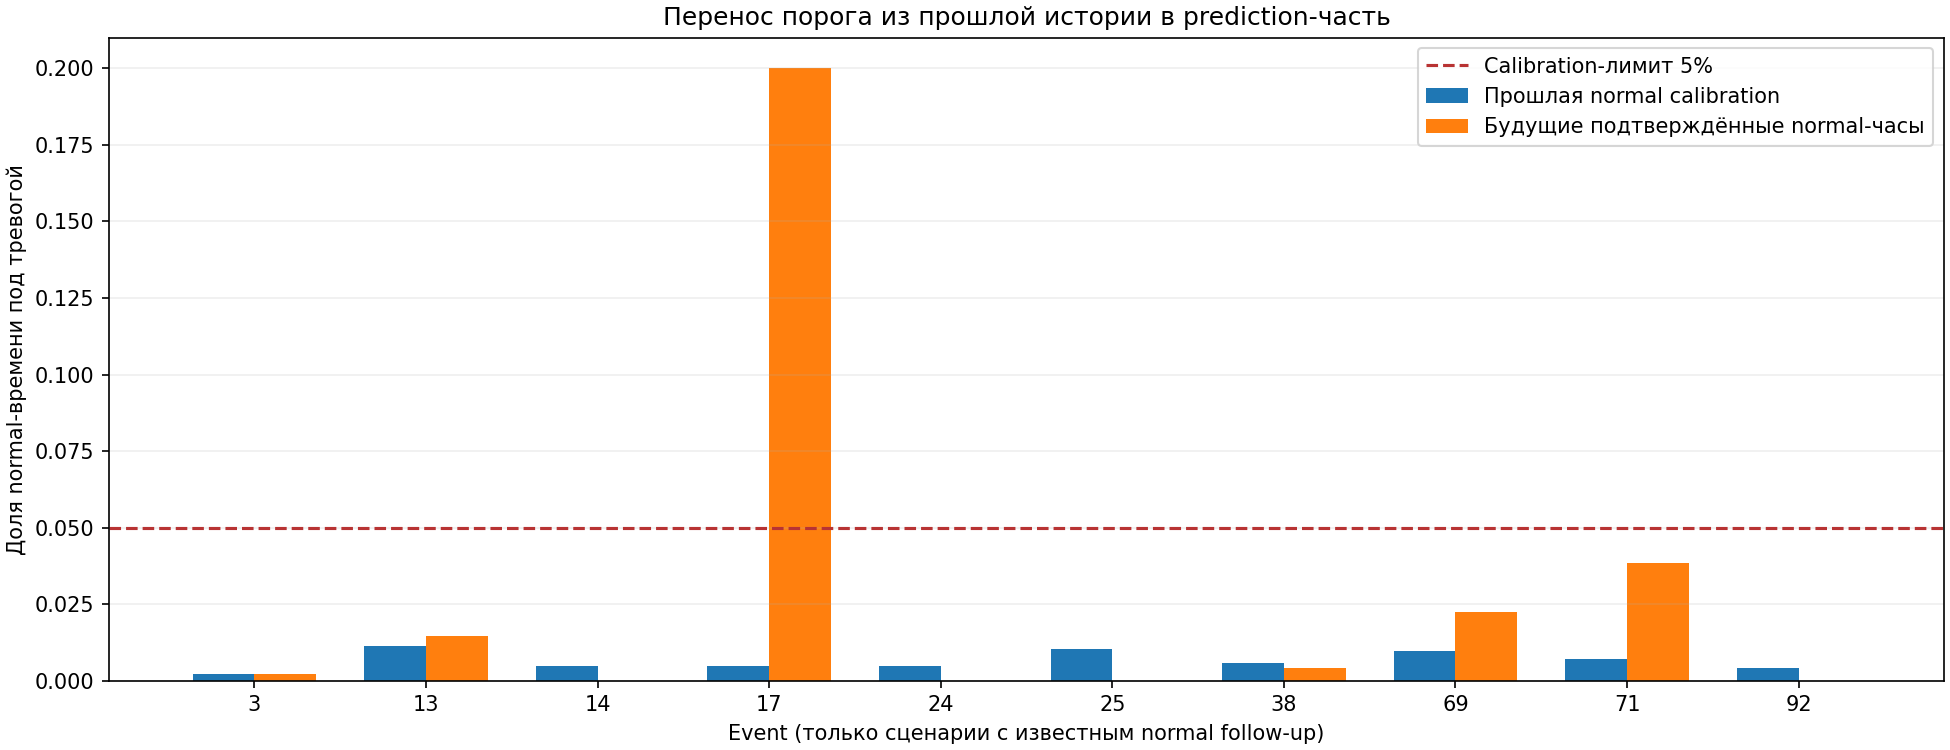 Перенос порога из прошлой истории в prediction-часть
Calibration-лимит 5%
Прошлая normal calibration
Будущие подтверждённые normal-часы
Доля normal-времени под тревогой
0.200
0.175
0.150
0.125
0.100
0.075
0.050
0.025
0.000
3 13 14 17 24 25 38 69 71 92
Event (только сценарии с известным normal follow-up)